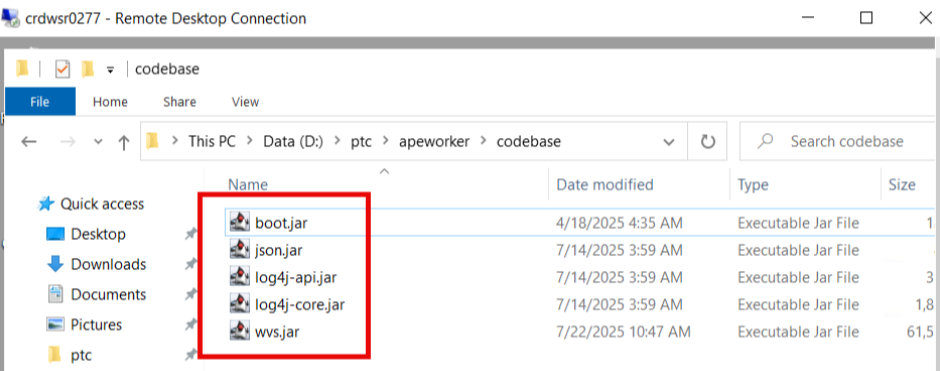 crdwsr0277 - Remote Desktop Connection
codebase
File Home Share View
This PC > Data (D:) > ptc > apeworker > codebase
Search codebase
Name Date modified Type Size
Quick access
Desktop
Downloads
Documents
Pictures
ptc
boot.jar 4/18/2025 4:35 AM Executable Jar File 1
json.jar 7/14/2025 3:59 AM Executable Jar File
log4j-api.jar 7/14/2025 3:59 AM Executable Jar File 3
log4j-core.jar 7/14/2025 3:59 AM Executable Jar File 1,8
wvs.jar 7/22/2025 10:47 AM Executable Jar File 61,5